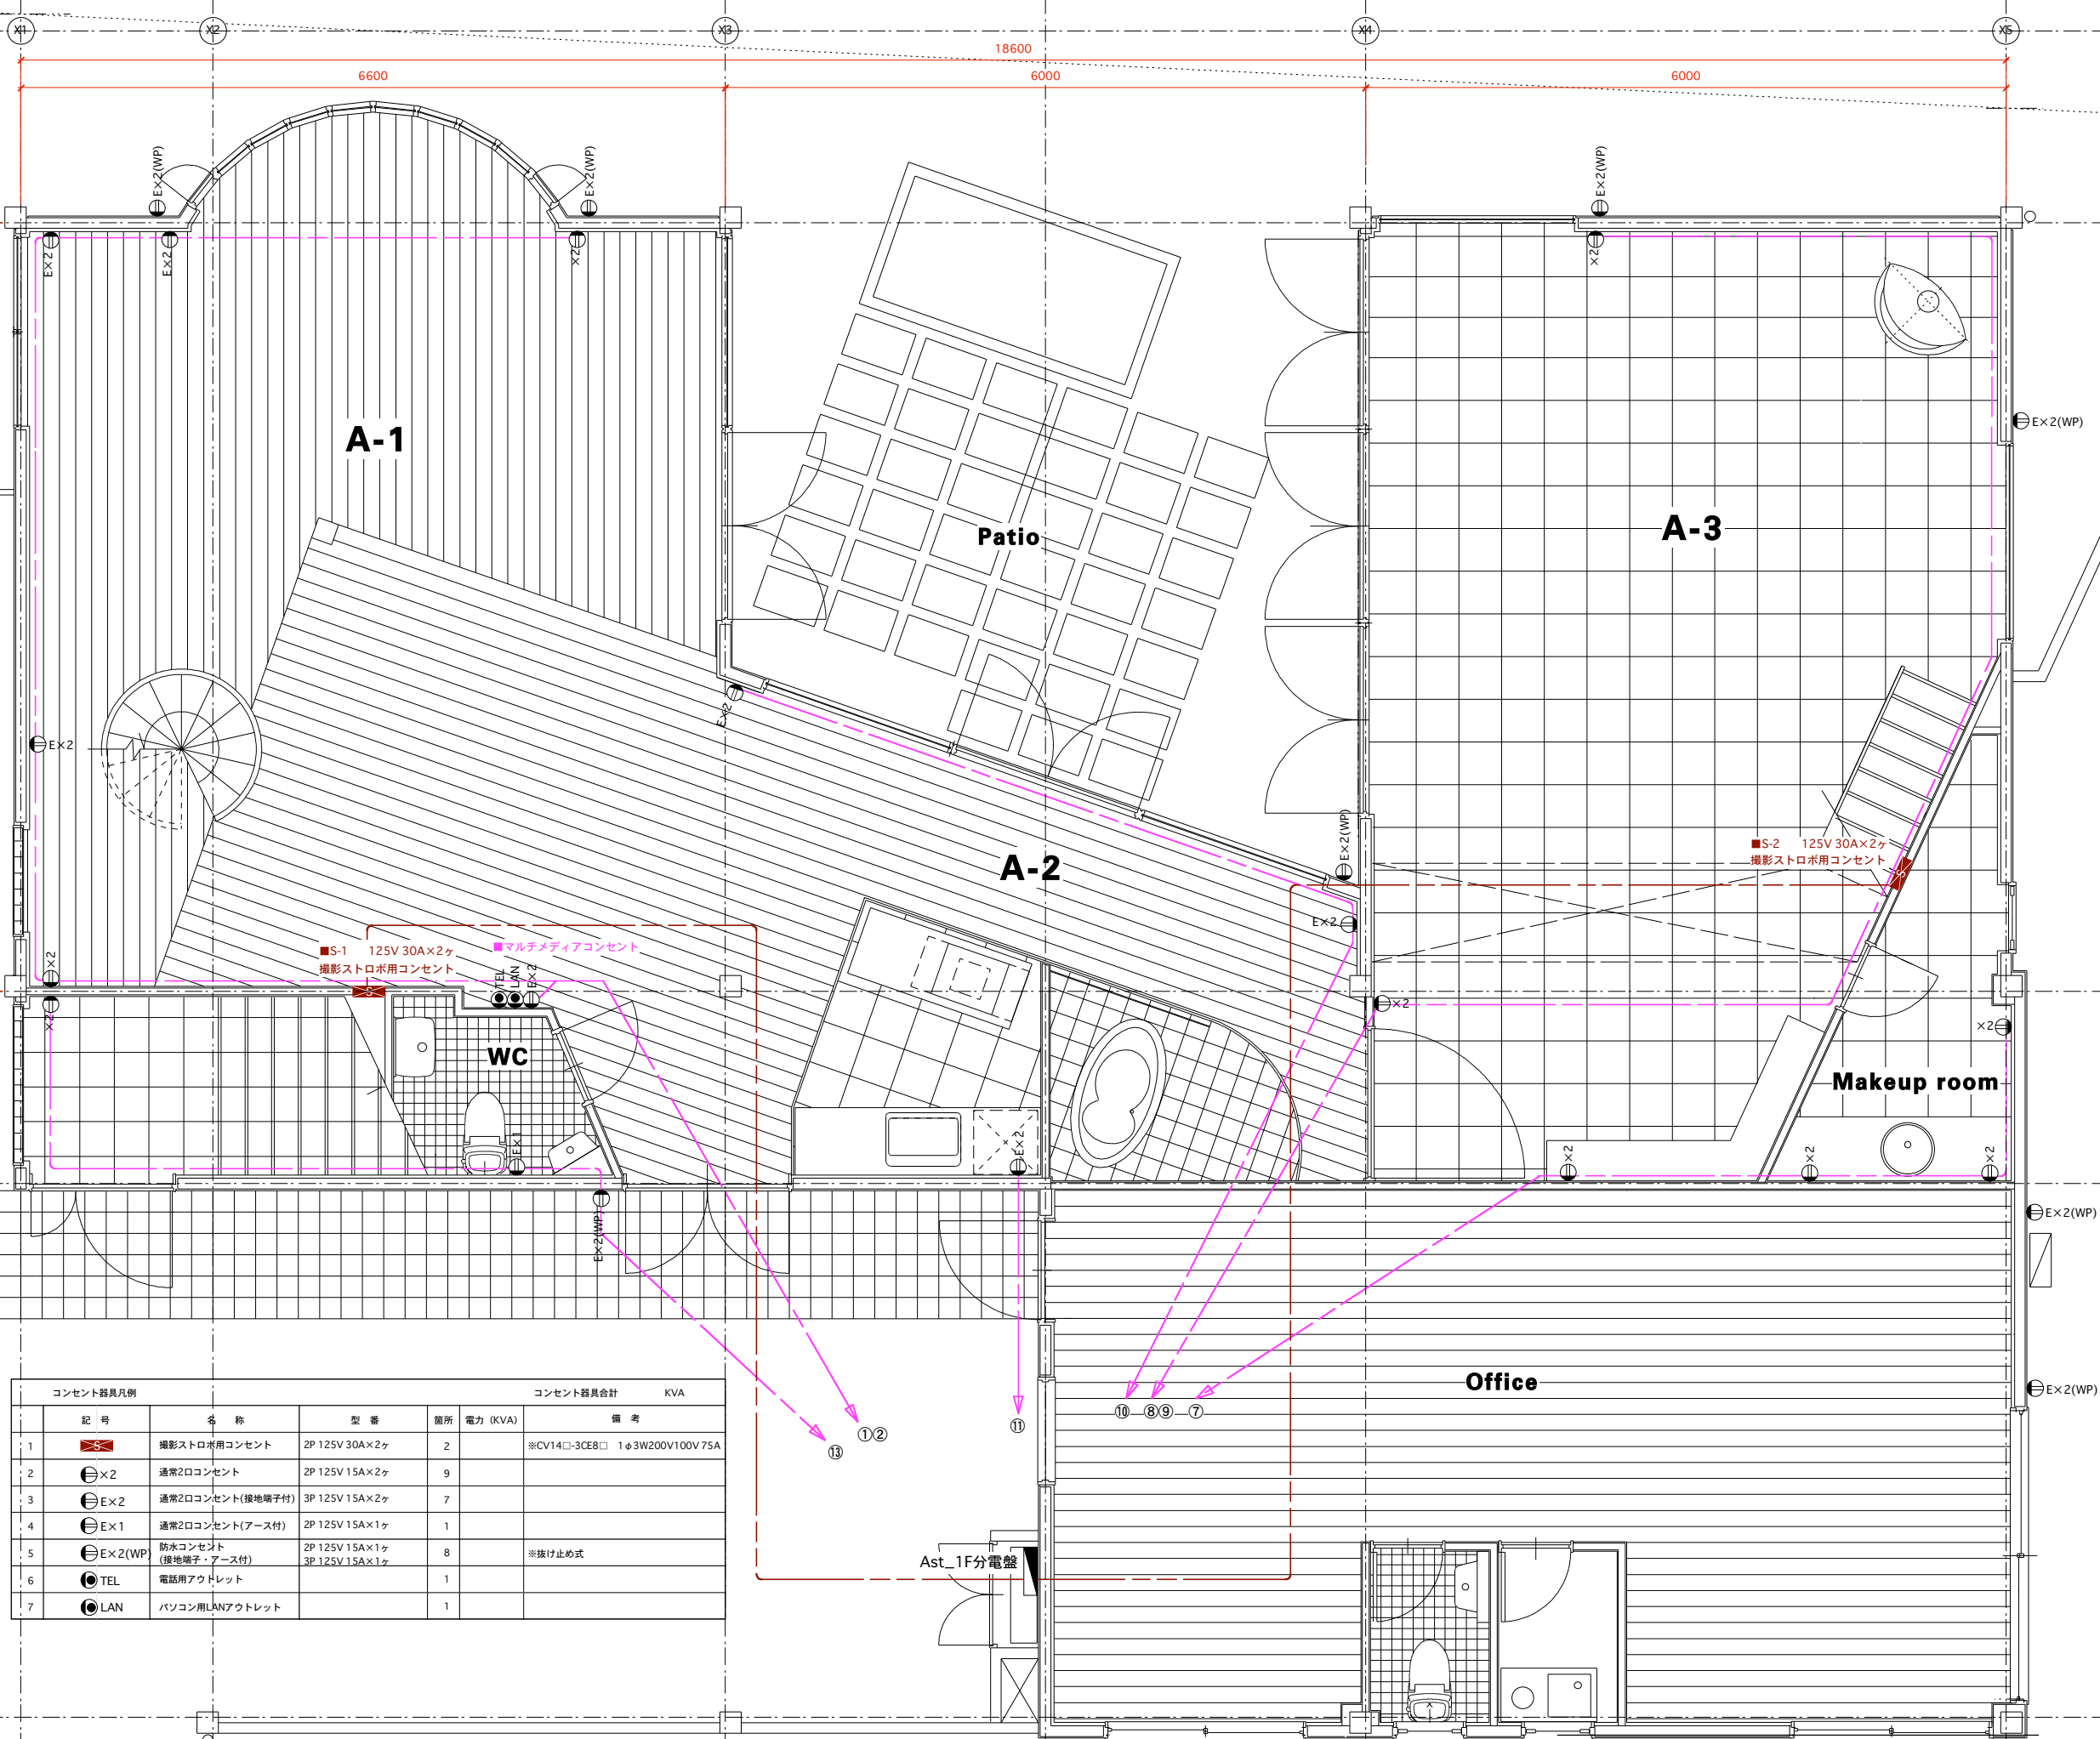 X1
X2
X3
X4
X5
18600
6600
6000
6000
E×2(WP)
E×2(WP)
E×2(WP)
E×2
E×2
×2
×2
A-1
E×2(WP)
A-3
Patio
E×2
E×2
■S-2 125V 30A×2ヶ
撮影ストロボ用コンセント
S
E×2(WP)
A-2
E×2
■S-1 125V 30A×2ヶ
撮影ストロボ用コンセント
S
■マルチメディアコンセント
×2
TEL
LAN
E×2
×2
×2
×2
WC
Makeup room
E×1
E×2
×2
×2
×2
E×2(WP)
E×2(WP)
E×2(WP)
Office
⑩
⑧⑨
⑦
⑪
①②
⑬
Ast_1F分電盤
コンセント器具凡例 コンセント器具合計 KVA
記 号 名 称 型 番 箇所 電力（KVA） 備 考
1 S 撮影ストロボ用コンセント 2P 125V 30A×2ヶ 2 ※CV14□-3CE8□ 1φ3W200V100V 75A
2 ×2 通常2口コンセント 2P 125V 15A×2ヶ 9
3 E×2 通常2口コンセント(接地端子付) 3P 125V 15A×2ヶ 7
4 E×1 通常2口コンセント(アース付) 2P 125V 15A×1ヶ 1
5 E×2(WP) 防水コンセント 2P 125V 15A×1ヶ 8 ※抜け止め式
(接地端子・アース付) 3P 125V 15A×1ヶ
6 TEL 電話用アウトレット 1
7 LAN パソコン用LANアウトレット 1